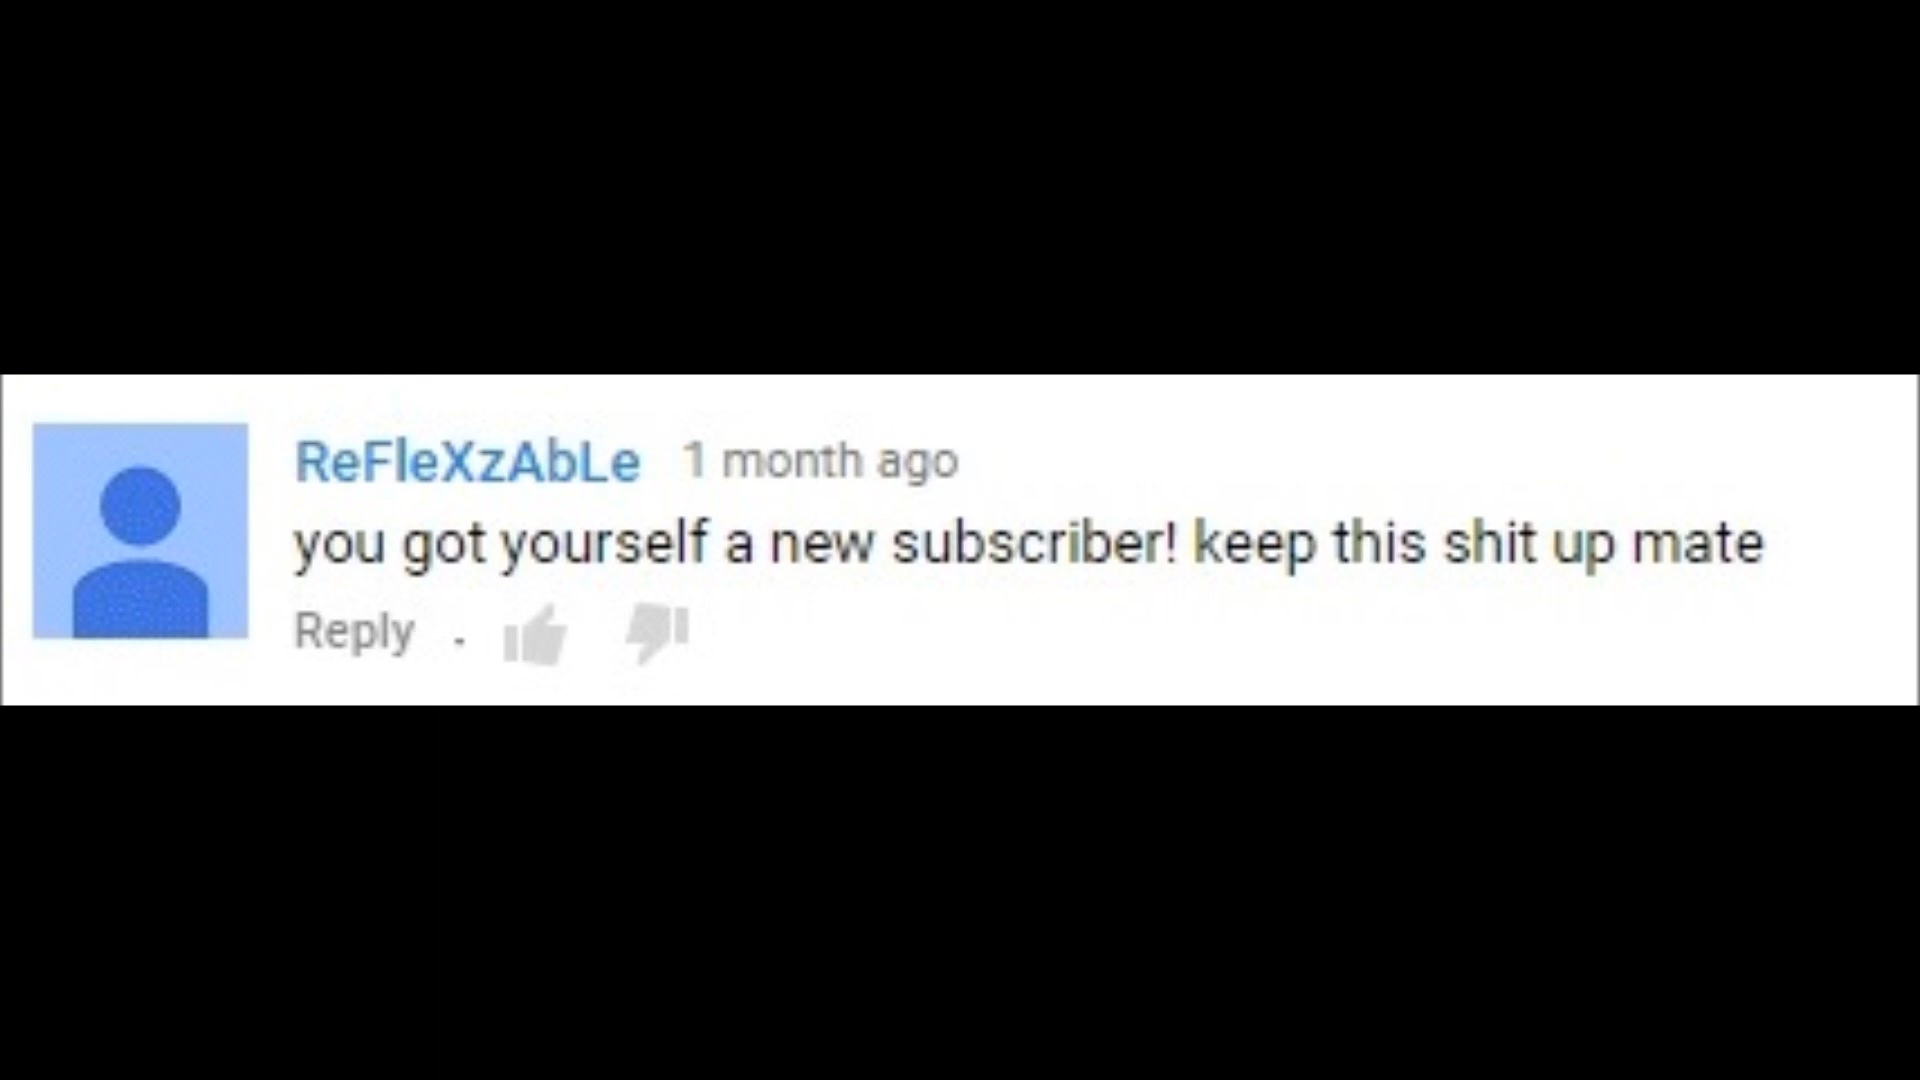 ReFleXzAbLe 1 month ago
you got yourself a new subscriber! keep this shit up mate
Reply .